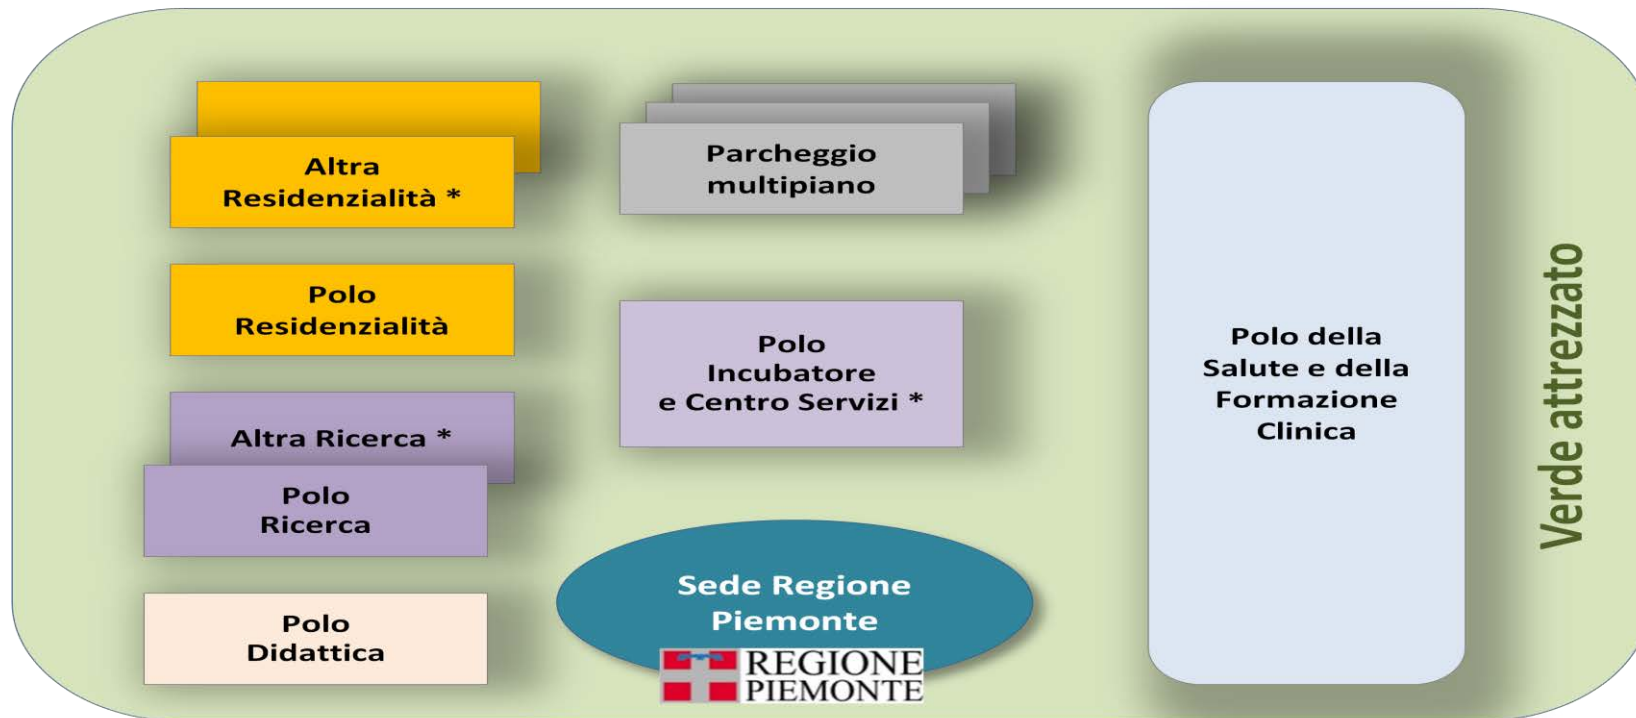 Altra
Residenzialità *
Polo
Residenzialità
Altra Ricerca *
Polo
Ricerca
Polo
Didattica
Parcheggio
multipiano
Polo
Incubatore
e Centro Servizi *
Sede Regione
Piemonte
REGIONE
PIEMONTE
Polo della
Salute e della
Formazione
Clinica
Verde attrezzato